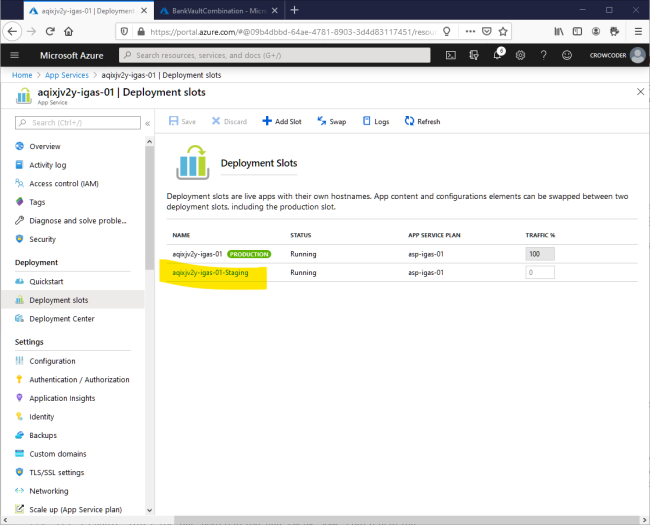 aqixjv2y-igas-01 | Deployment
BankVaultCombination - Micro
https://portal.azure.com/#@09b4dbbd-64ae-4781-8903-3d4d83117451/resou
Microsoft Azure
Search resources, services, and docs (G+/)
6
CROWCODER
Home > App Services > aqixjv2y-igas-01 | Deployment slots
aqixjv2y-igas-01 | Deployment slots
App Service
Search (Ctrl+/)
Save
Discard
Add Slot
Swap
Logs
Refresh
Overview
Activity log
Access control (IAM)
Tags
Diagnose and solve proble...
Security
Deployment
Quickstart
Deployment slots
Deployment Center
Settings
Configuration
Authentication / Authorization
Application Insights
Identity
Backups
Custom domains
TLS/SSL settings
Networking
Scale up (App Service plan)
Deployment Slots
Deployment slots are live apps with their own hostnames. App content and configurations elements can be swapped between two
deployment slots, including the production slot.
NAME STATUS APP SERVICE PLAN TRAFFIC %
aqixjv2y-igas-01 PRODUCTION Running asp-igas-01 100
aqixjv2y-igas-01-Staging Running asp-igas-01 0